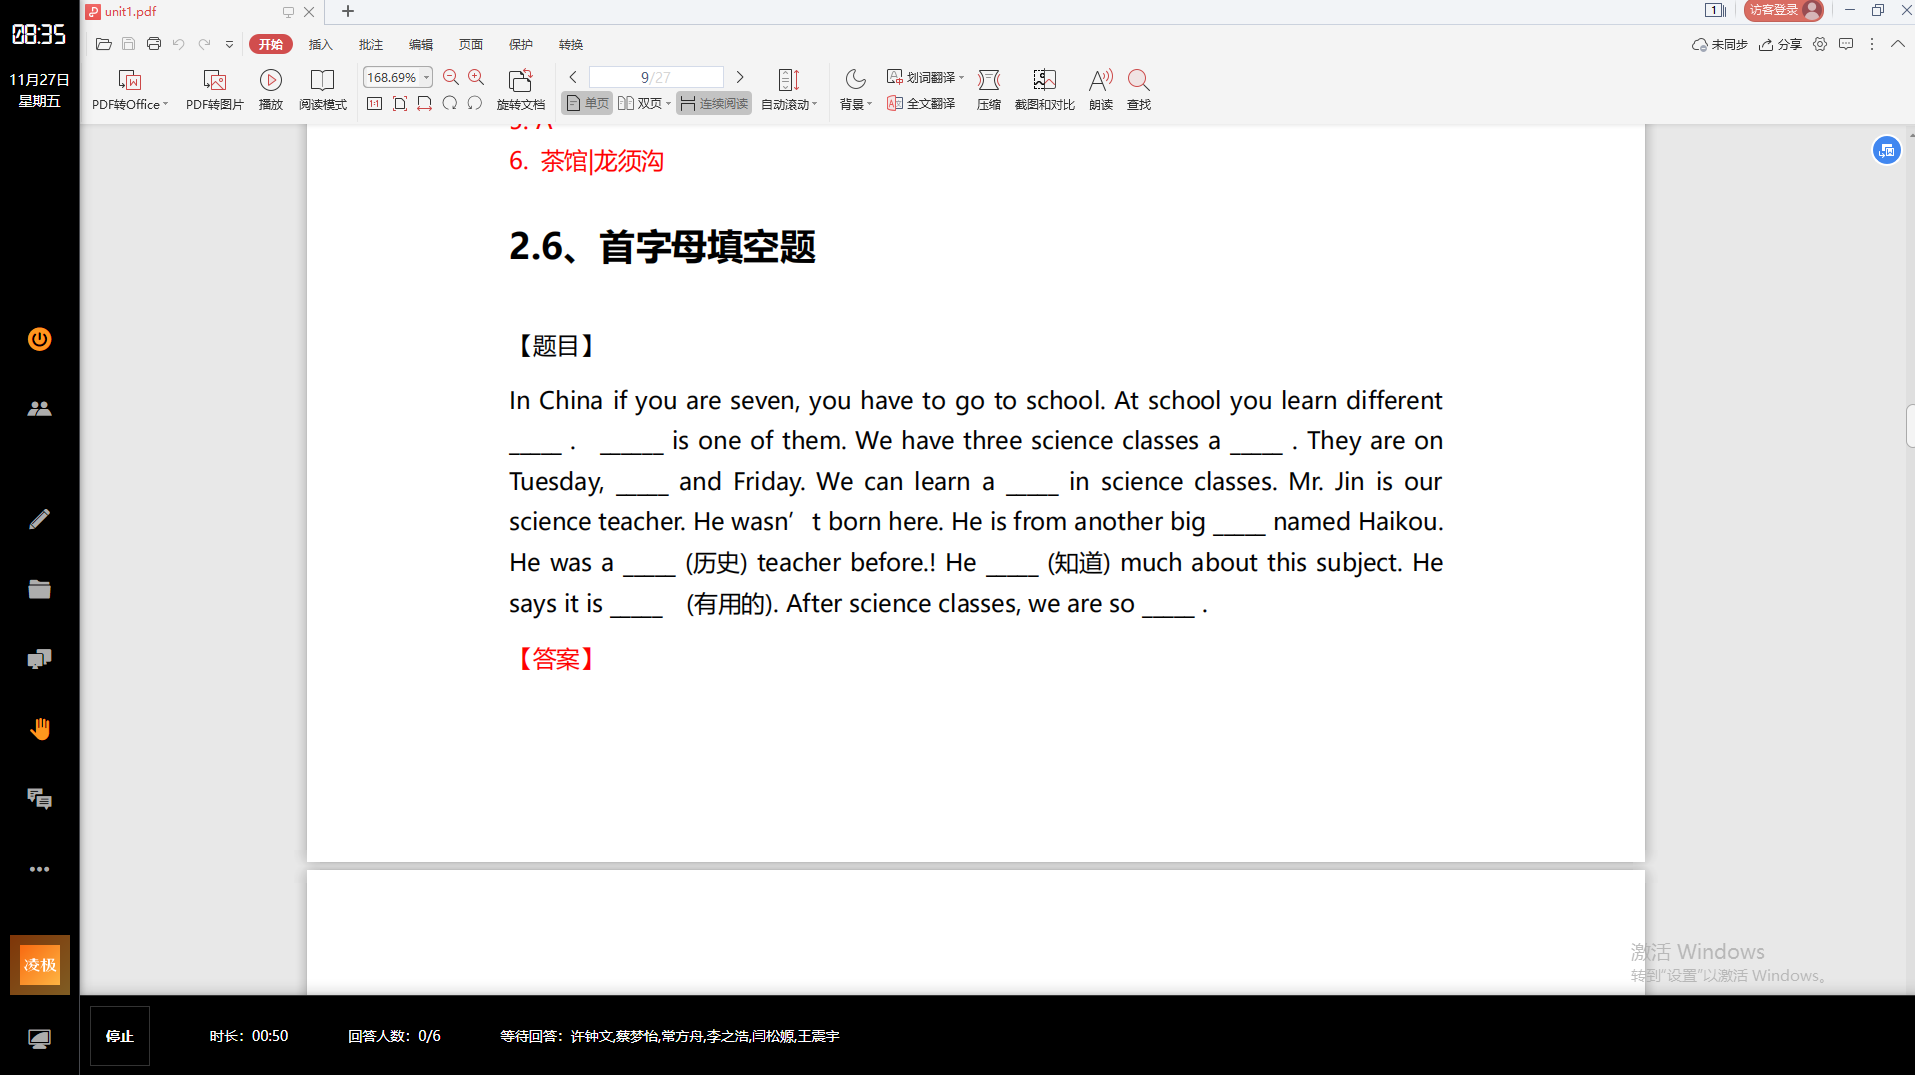 08:35
11月27日
星期五
unit1.pdf
1
访客登录
开始 插入 批注 编辑 页面 保护 转换
未同步 分享
PDF转Office PDF转图片 播放 阅读模式
168.69%
旋转文档
9/27
单页 双页 连续阅读 自动滚动
背景 划词翻译
全文翻译
压缩 截图和对比 朗读 查找
6. 茶馆|龙须沟
2.6、首字母填空题
【题目】
In China if you are seven, you have to go to school. At school you learn different
_____ . ______ is one of them. We have three science classes a _____ . They are on
Tuesday, _____ and Friday. We can learn a _____ in science classes. Mr. Jin is our
science teacher. He wasn’t born here. He is from another big _____ named Haikou.
He was a _____ (历史) teacher before.! He _____ (知道) much about this subject. He
says it is _____ (有用的). After science classes, we are so _____ .
【答案】
激活 Windows
转到"设置"以激活 Windows。
凌极
停止 时长：00:50 回答人数：0/6 等待回答：许钟文,蔡梦怡,常方舟,李之浩,闫松嫄,王震宇